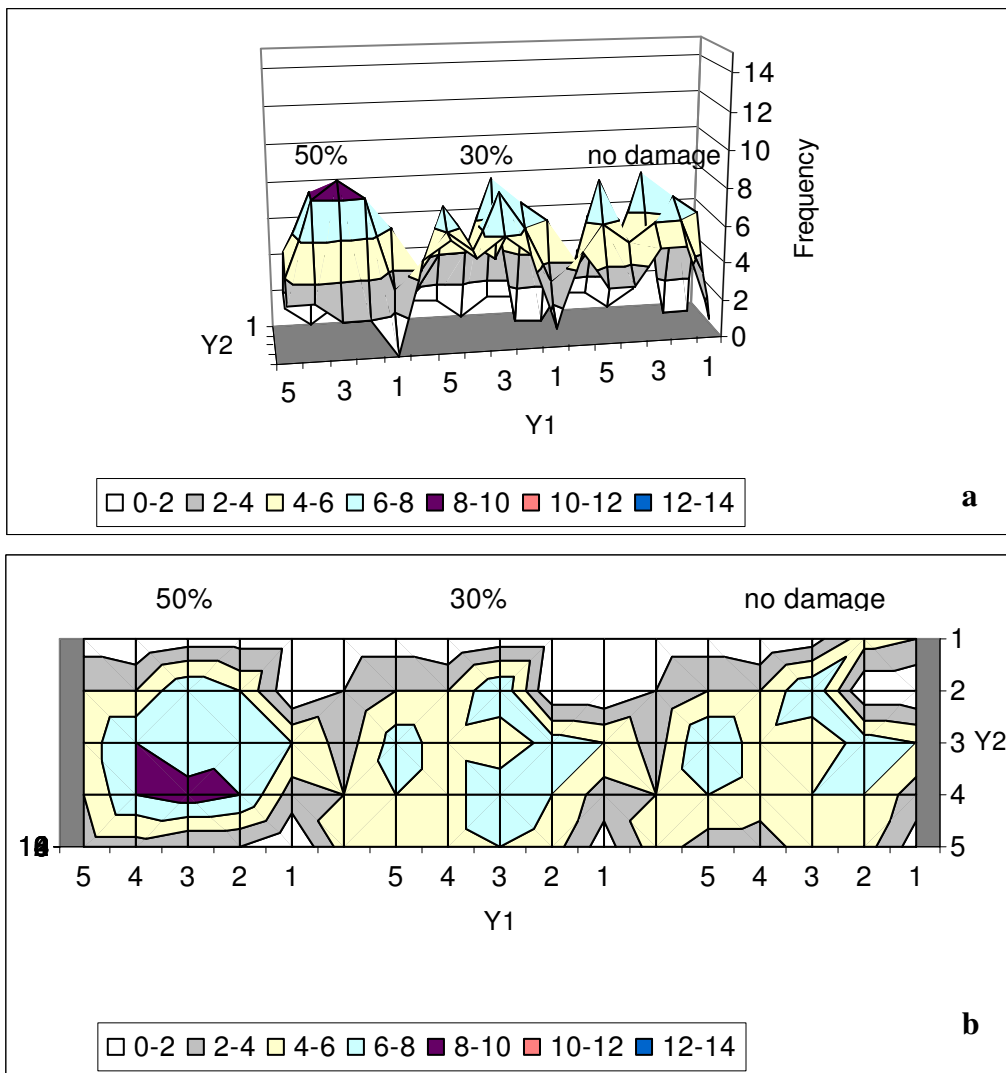 14
12
50% 30% no damage 10
8
6
4
2
0
Frequency
Y2 1
5 3 1 5 3 1 5 3 1
Y1
0-2 2-4 4-6 6-8 8-10 10-12 12-14
a
50% 30% no damage
1
2
3 Y2
4
5
5 4 3 2 1 5 4 3 2 1 5 4 3 2 1
Y1
0-2 2-4 4-6 6-8 8-10 10-12 12-14
b